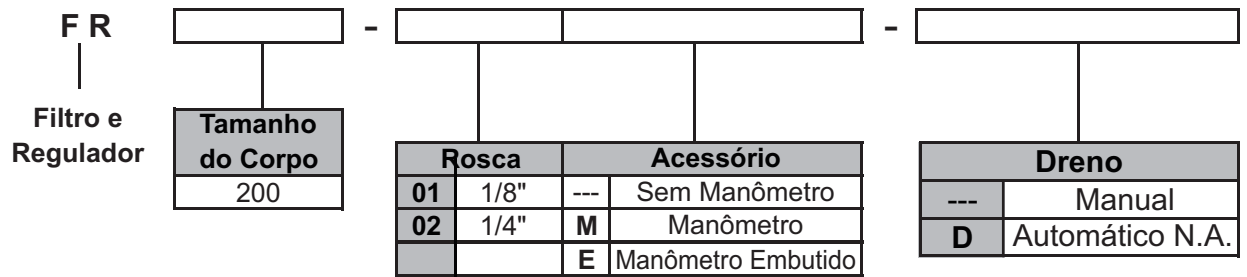 F R - -
Filtro e
Regulador
Tamanho
do Corpo
200
Rosca Acessório
01 1/8" --- Sem Manômetro
02 1/4" M Manômetro
E Manômetro Embutido
Dreno
--- Manual
D Automático N.A.